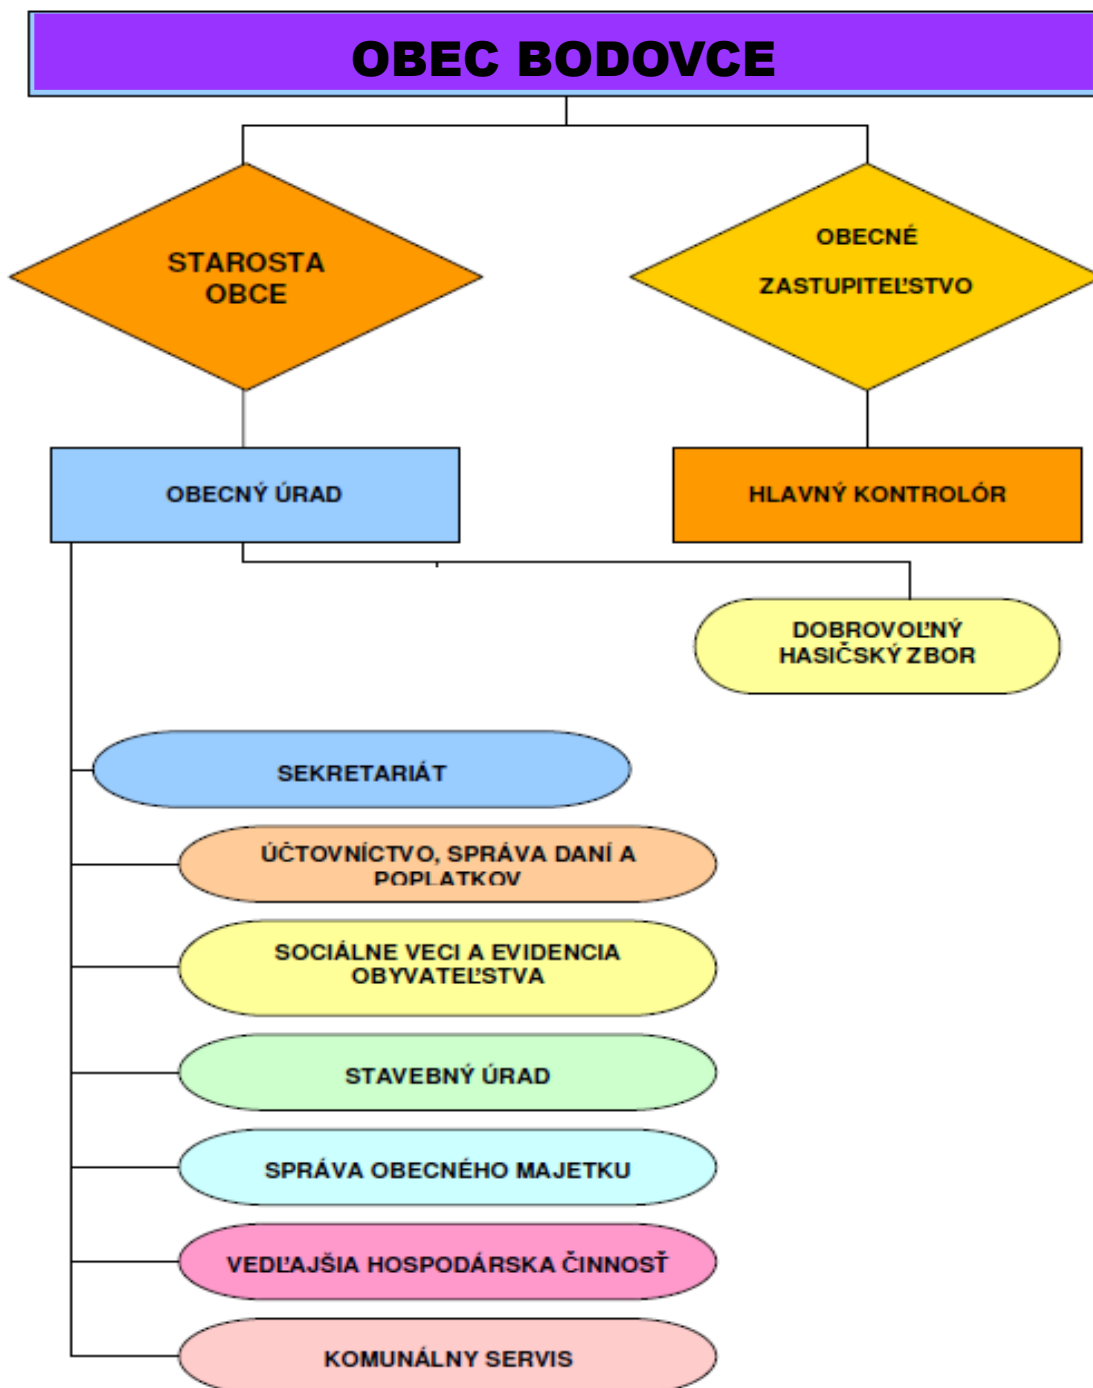 OBEC BODOVCE
STAROSTA
OBCE
OBECNÉ
ZASTUPITEĽSTVO
OBECNÝ ÚRAD
HLAVNÝ KONTROLÓR
DOBROVOĽNÝ
HASIČSKÝ ZBOR
SEKRETARIÁT
ÚČTOVNÍCTVO, SPRÁVA DANÍ A
POPLATKOV
SOCIÁLNE VECI A EVIDENCIA
OBYVATEĽSTVA
STAVEBNÝ ÚRAD
SPRÁVA OBECNÉHO MAJETKU
VEDĽAJŠIA HOSPODÁRSKA ČINNOSŤ
KOMUNÁLNY SERVIS